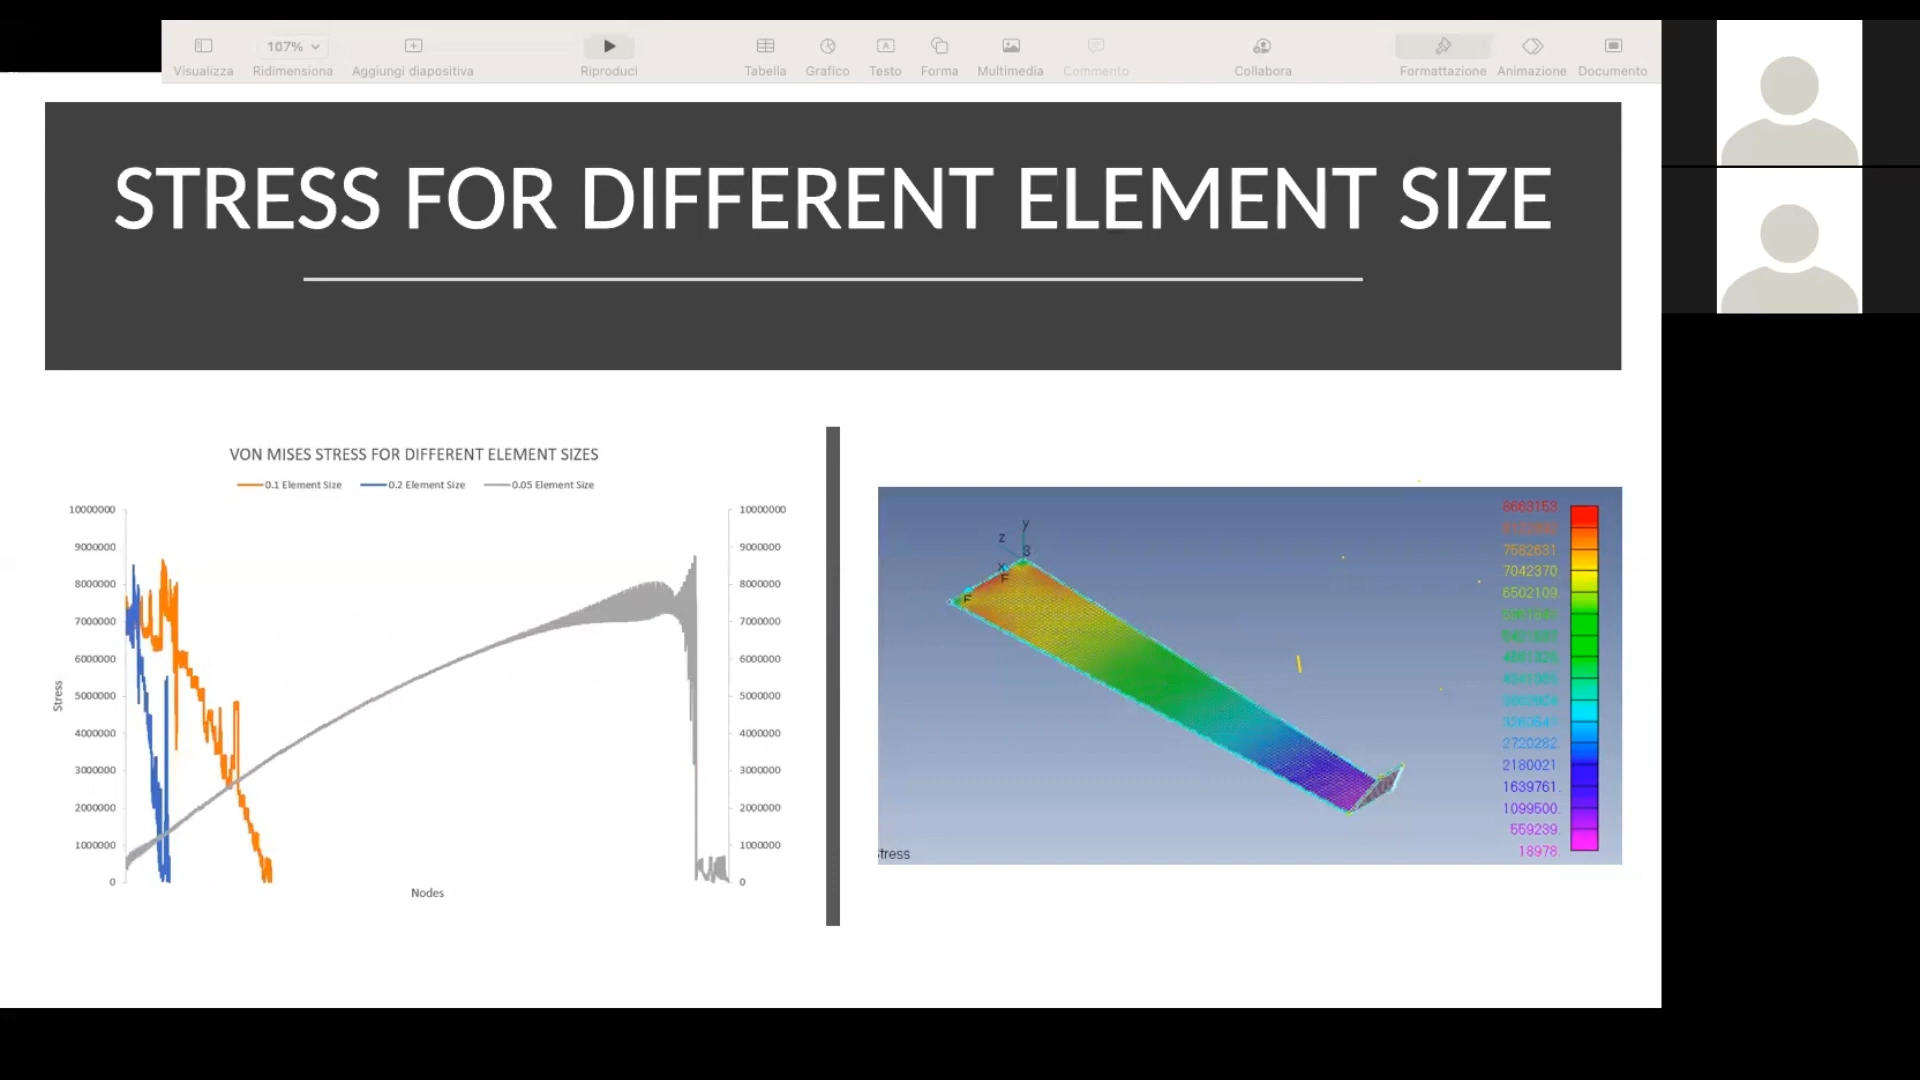 107%
Visualizza Ridimensiona Aggiungi diapositiva Riproduci Tabella Grafico Testo Forma Multimedia Commento Collabora Formattazione Animazione Documento
STRESS FOR DIFFERENT ELEMENT SIZE
VON MISES STRESS FOR DIFFERENT ELEMENT SIZES
0.1 Element Size 0.2 Element Size 0.05 Element Size
10000000 10000000
9000000 9000000
8000000 8000000
7000000 7000000
6000000 6000000
5000000 5000000
4000000 4000000
3000000 3000000
2000000 2000000
1000000 1000000
0 0
Stress
Nodes
y
z
3
x
F
F
8663153
7582631
7042370
6502109
2720282.
2180021
1639761.
1099500.
559239.
18978.
tress